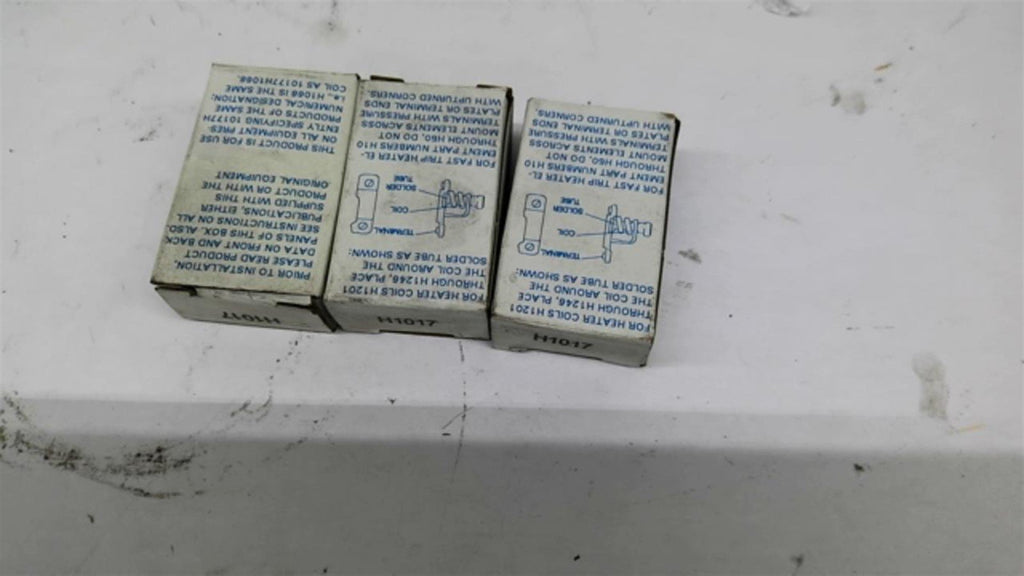 PRIOR TO INSTALLATION,
PLEASE READ PRODUCT
DATA ON FRONT AND BACK
PANELS OF THIS BOX. ALSO,
SEE INSTRUCTIONS ON ALL
PUBLICATIONS, EITHER
SUPPLIED WITH THIS
PRODUCT OR WITH THE
ORIGINAL EQUIPMENT
THIS PRODUCT IS FOR USE
ON ALL EQUIPMENT PRES-
ENTLY SPECIFYING 10177H
PRODUCTS OF THE SAME
NUMERICAL DESIGNATION;
i.e., H1068 IS THE SAME
COIL AS 10177H1068.
H1017
FOR HEATER COILS H1201
THROUGH H1246, PLACE
THE COIL AROUND THE
SOLDER TUBE AS SHOWN:
TERMINAL
COIL
SOLDER
TUBE
FOR FAST TRIP HEATER EL-
EMENT PART NUMBERS H10
THROUGH H60, DO NOT
MOUNT ELEMENTS ACROSS
TERMINALS WITH PRESSURE
PLATES OR TERMINAL ENDS
WITH UPTURNED CORNERS.
H1017
FOR HEATER COILS H1201
THROUGH H1246, PLACE
THE COIL AROUND THE
SOLDER TUBE AS SHOWN:
TERMINAL
COIL
SOLDER
TUBE
FOR FAST TRIP HEATER EL-
EMENT PART NUMBERS H10
THROUGH H60, DO NOT
MOUNT ELEMENTS ACROSS
TERMINALS WITH PRESSURE
PLATES OR TERMINAL ENDS
WITH UPTURNED CORNERS.
H1017